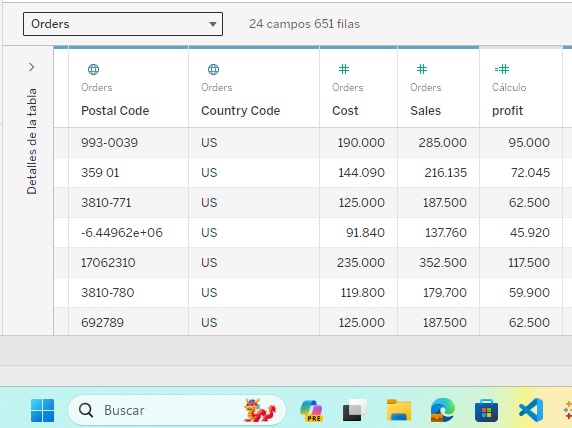 Orders
24 campos 651 filas
Detalles de la tabla
Orders Orders Orders Orders Cálculo
Postal Code Country Code Cost Sales profit
993-0039 US 190.000 285.000 95.000
359 01 US 144.090 216.135 72.045
3810-771 US 125.000 187.500 62.500
-6.44962e+06 US 91.840 137.760 45.920
17062310 US 235.000 352.500 117.500
3810-780 US 119.800 179.700 59.900
692789 US 125.000 187.500 62.500
Buscar
PRE